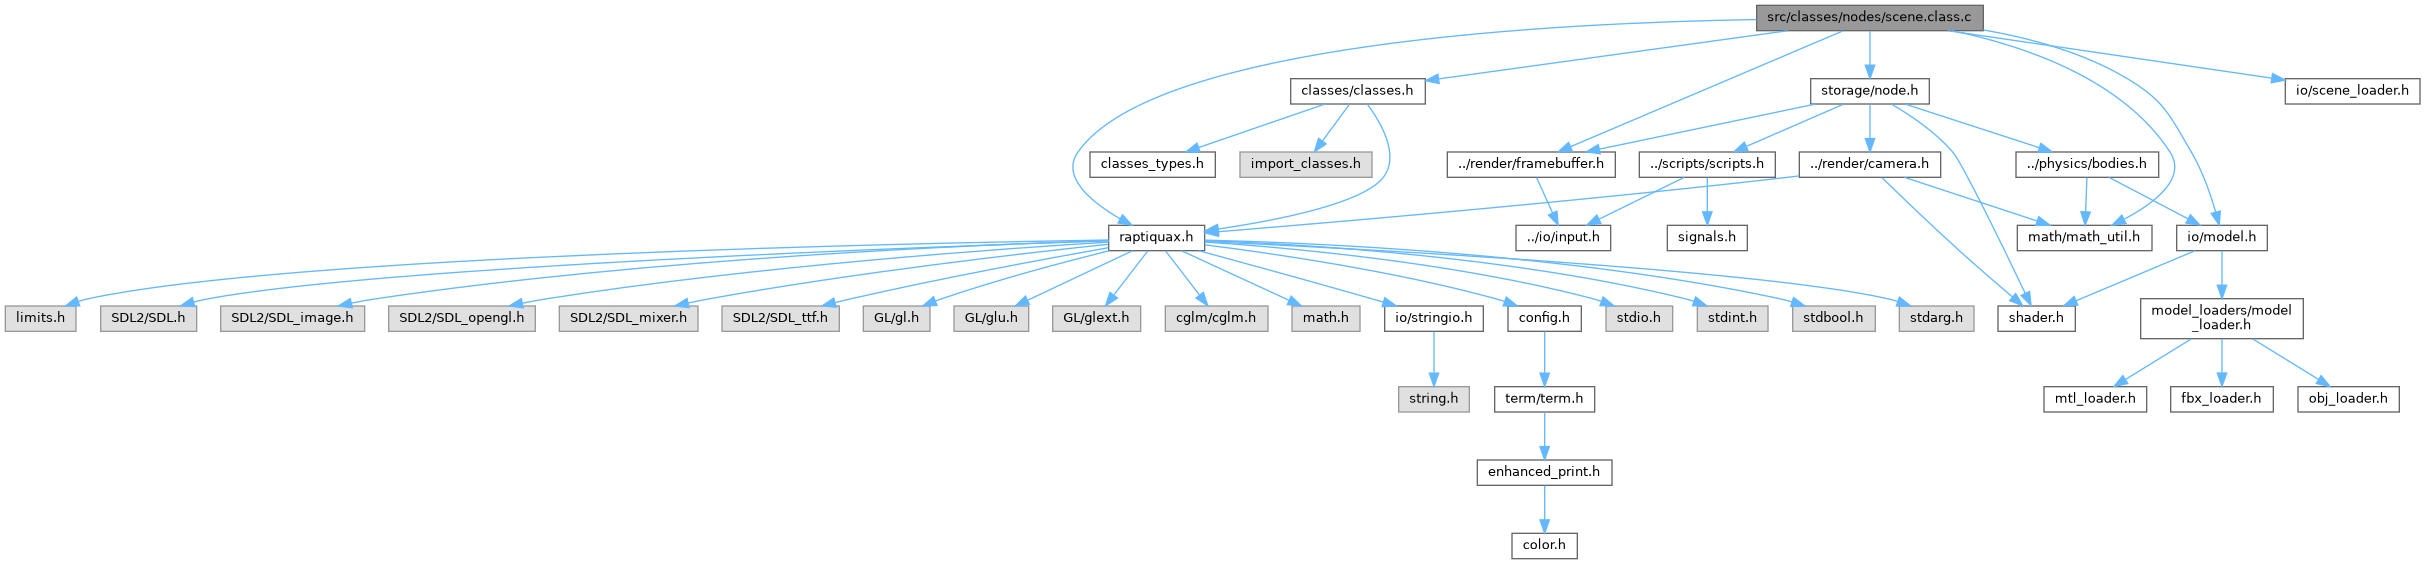 src/classes/nodes/scene.class.c
classes/classes.h
storage/node.h
io/scene_loader.h
classes_types.h
import_classes.h
../render/framebuffer.h
../scripts/scripts.h
../render/camera.h
../physics/bodies.h
raptiquax.h
../io/input.h
signals.h
math/math_util.h
io/model.h
limits.h
SDL2/SDL.h
SDL2/SDL_image.h
SDL2/SDL_opengl.h
SDL2/SDL_mixer.h
SDL2/SDL_ttf.h
GL/gl.h
GL/glu.h
GL/glext.h
cglm/cglm.h
math.h
io/stringio.h
config.h
stdio.h
stdint.h
stdbool.h
stdarg.h
shader.h
model_loaders/model
_loader.h
string.h
term/term.h
mtl_loader.h
fbx_loader.h
obj_loader.h
enhanced_print.h
color.h